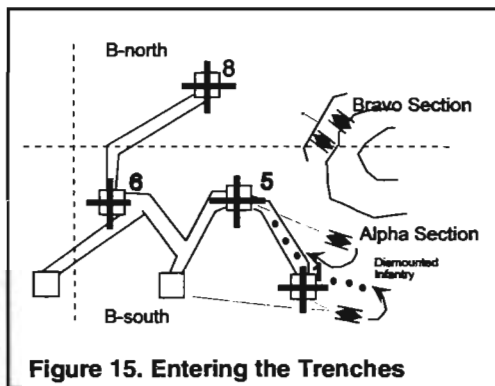 B-north
8
Bravo Section
6
5
Alpha Section
Dismounted
Infantry
1
B-south
Figure 15. Entering the Trenches